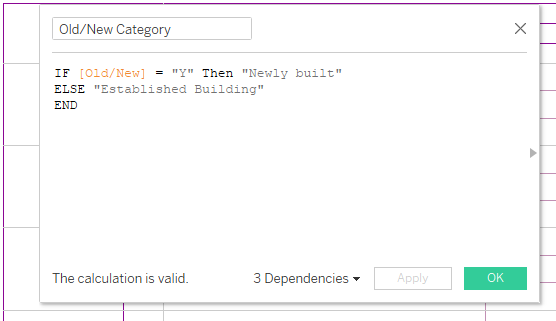 Old/New Category
IF [Old/New] = "Y" Then "Newly built"
ELSE "Established Building"
END
The calculation is valid.
3 Dependencies
Apply
OK